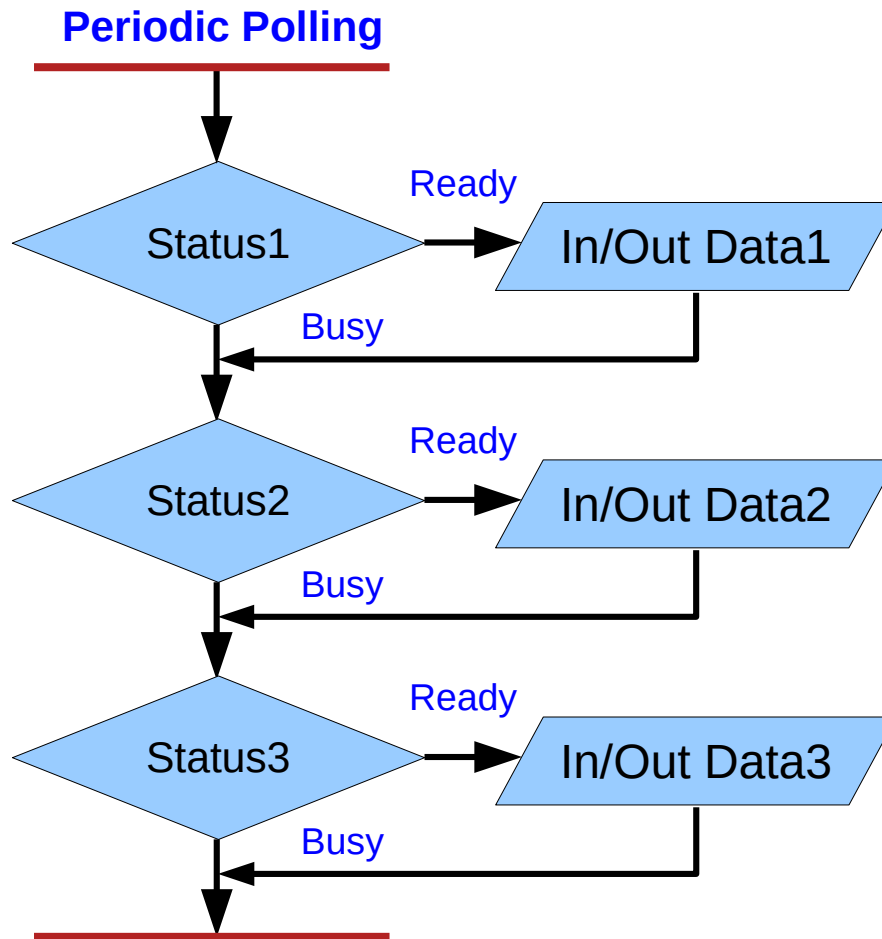 Periodic Polling
Ready
Status1
In/Out Data1
Busy
Ready
Status2
In/Out Data2
Busy
Ready
Status3
In/Out Data3
Busy